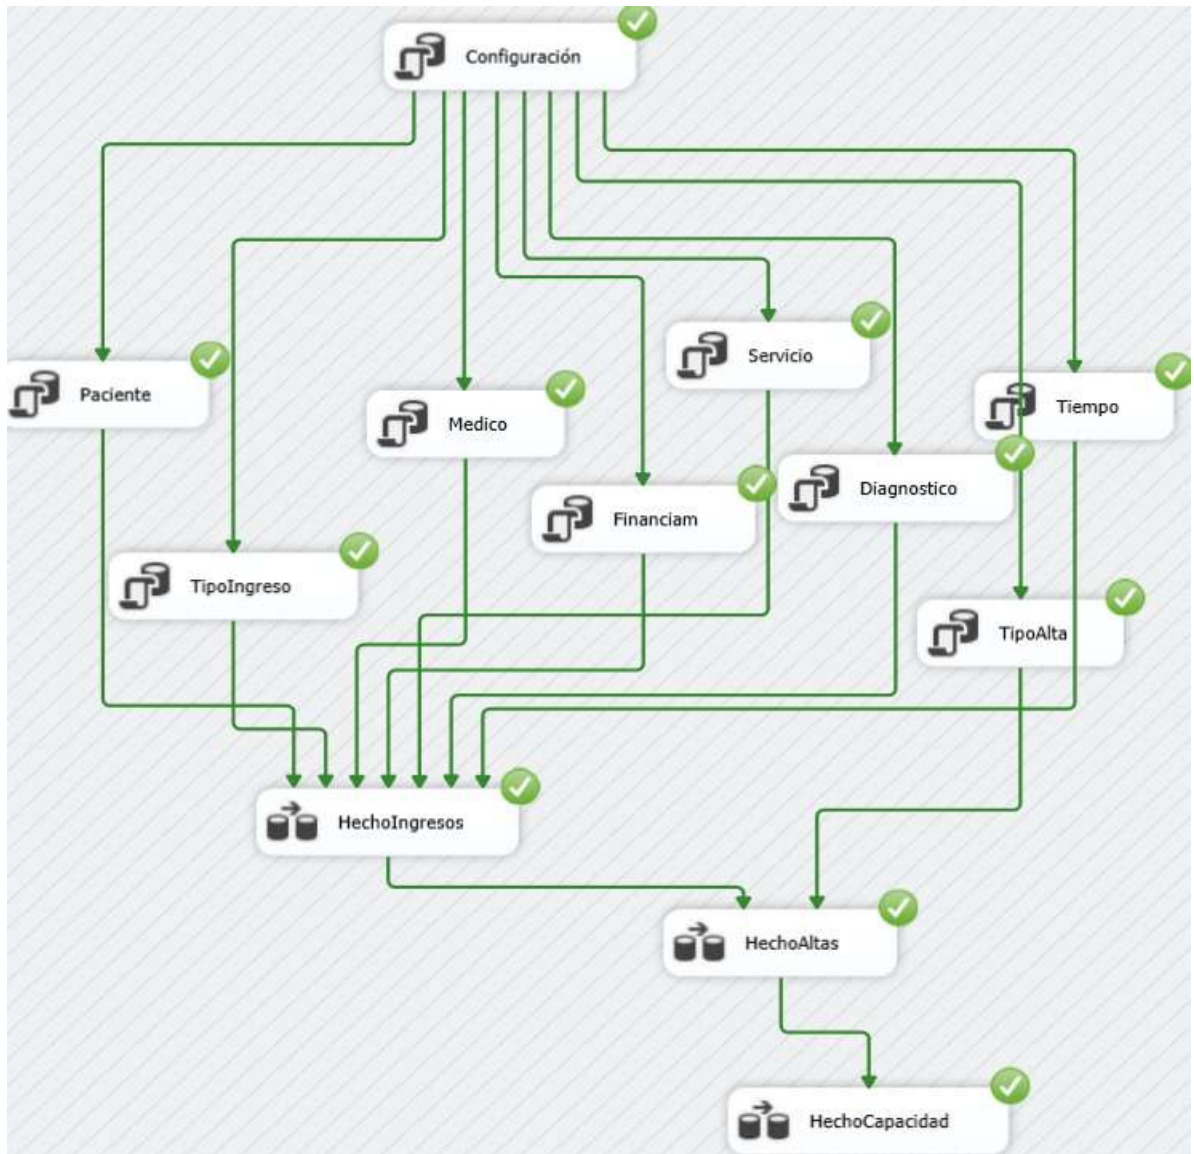 Configuración
Servicio
Paciente
Tiempo
Medico
Diagnostico
Financiam
TipoIngreso
TipoAlta
HechoIngresos
HechoAltas
HechoCapacidad